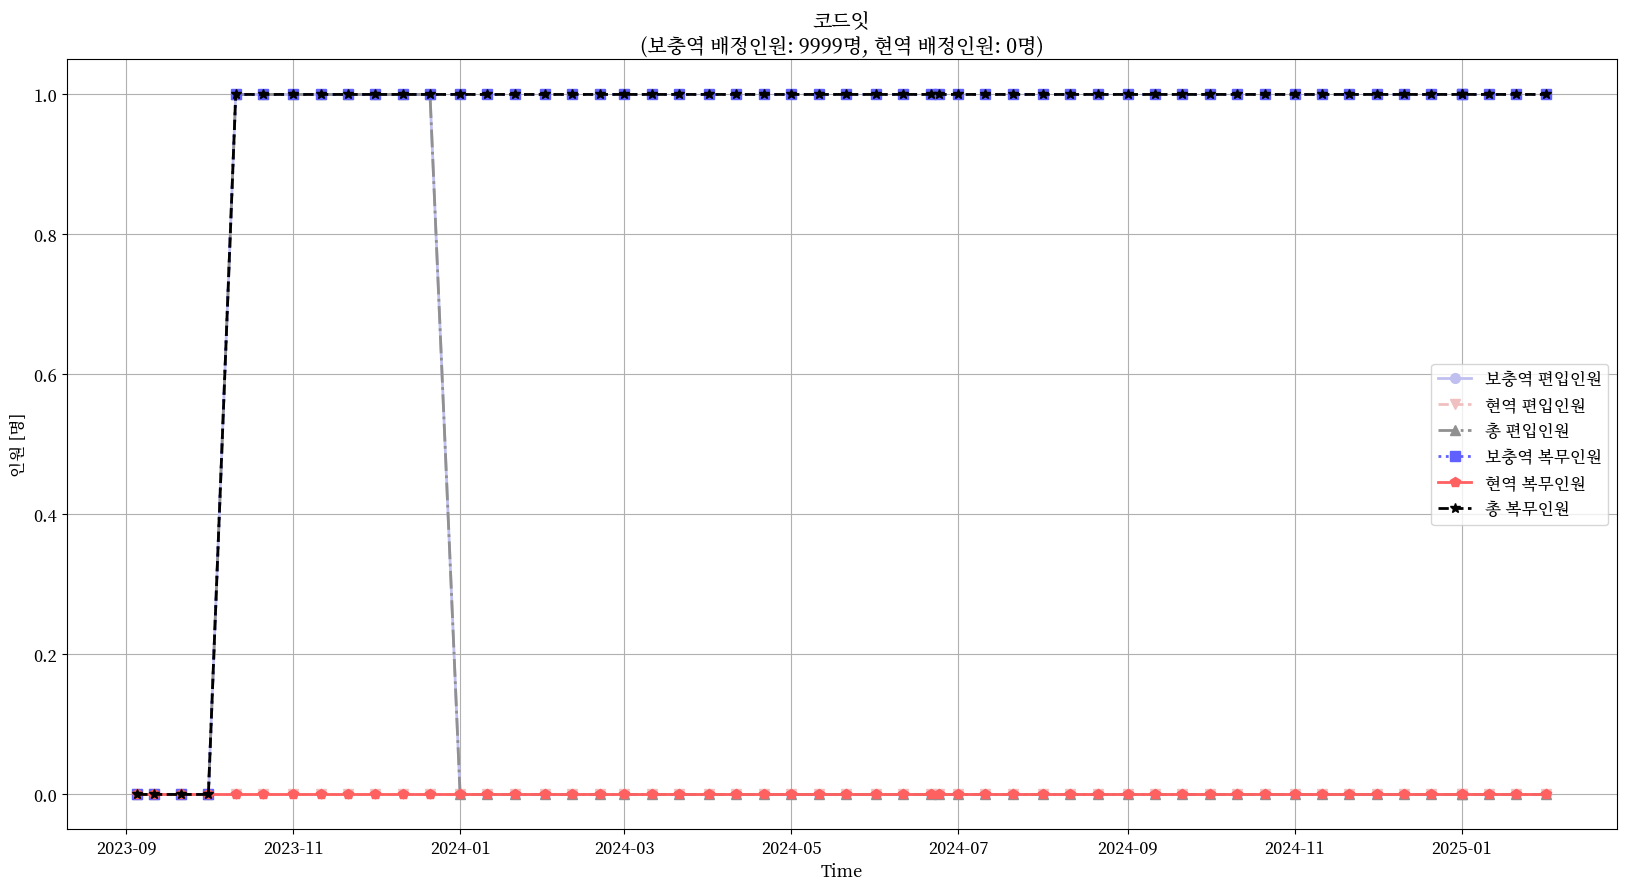 코드잇
(보충역 배정인원: 9999명, 현역 배정인원: 0명)
1.0
0.8
0.6
0.4
0.2
0.0
인원 [명]
보충역 편입인원
현역 편입인원
총 편입인원
보충역 복무인원
현역 복무인원
총 복무인원
2023-09
2023-11
2024-01
2024-03
2024-05
2024-07
2024-09
2024-11
2025-01
Time